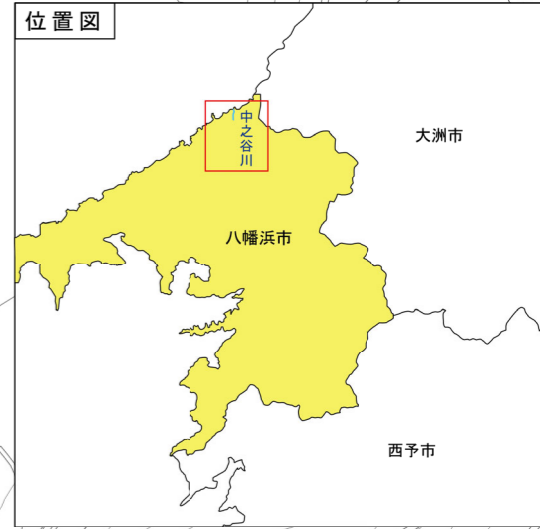 位置図
中之谷川
大洲市
八幡浜市
西予市